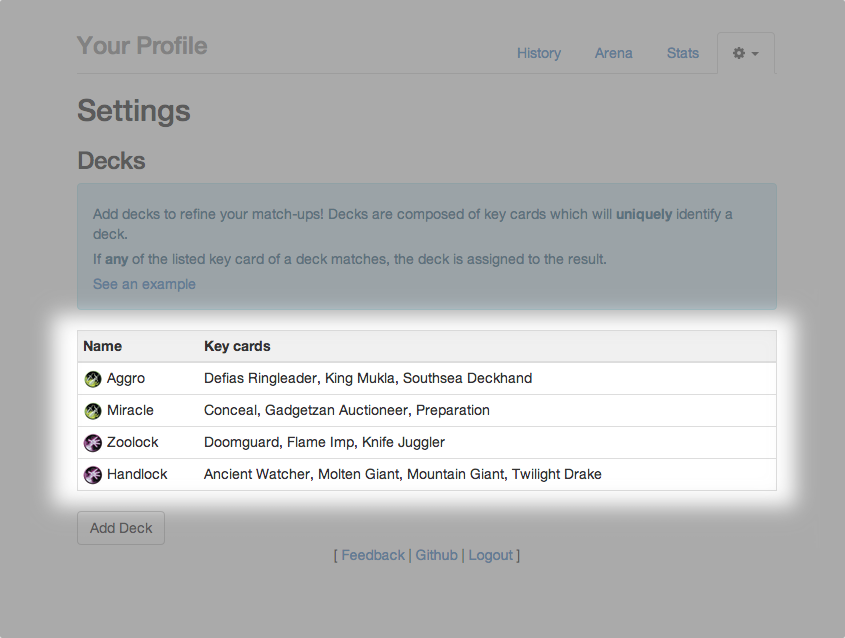 Your Profile
History Arena Stats
Settings
Decks
Add decks to refine your match-ups! Decks are composed of key cards which will uniquely identify a
deck.
If any of the listed key card of a deck matches, the deck is assigned to the result.
See an example
Name Key cards
Aggro Defias Ringleader, King Mukla, Southsea Deckhand
Miracle Conceal, Gadgetzan Auctioneer, Preparation
Zoolock Doomguard, Flame Imp, Knife Juggler
Handlock Ancient Watcher, Molten Giant, Mountain Giant, Twilight Drake
Add Deck
[ Feedback | Github | Logout ]